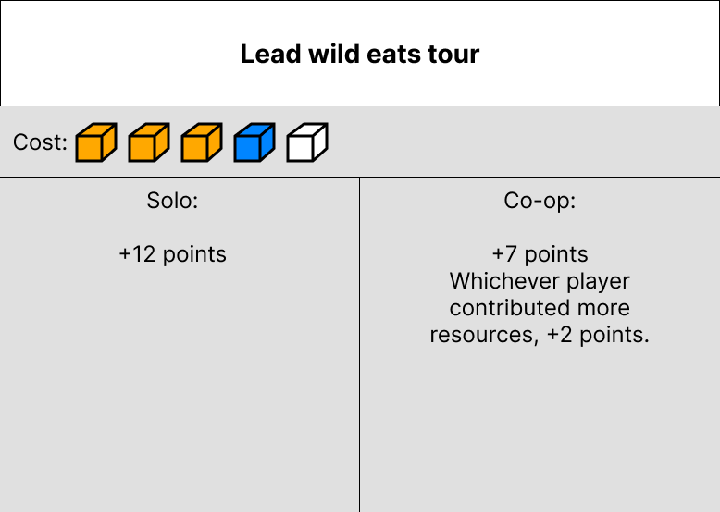 Lead wild eats tour
Cost:
Solo:
+12 points
Co-op:
+7 points
Whichever player
contributed more
resources, +2 points.